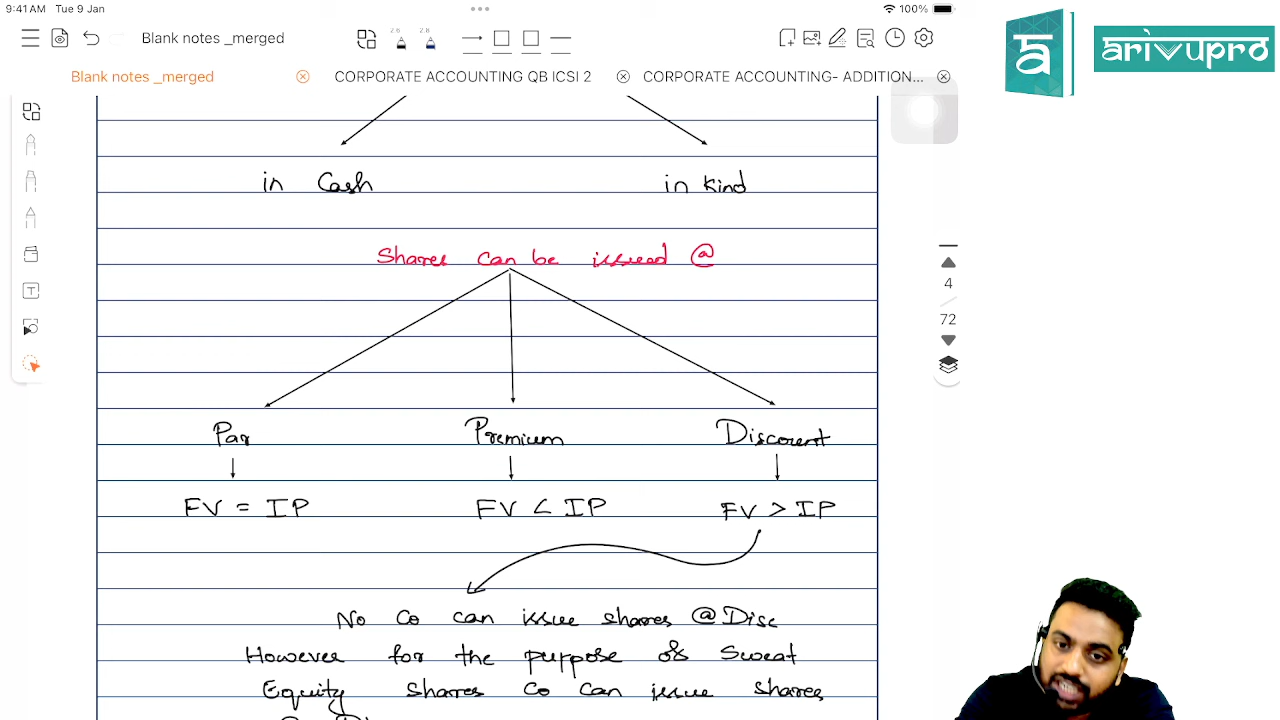 9:41 AM Tue 9 Jan
100%
Blank notes _merged
Blank notes _merged
CORPORATE ACCOUNTING QB ICSI 2
CORPORATE ACCOUNTING- ADDITION...
arivupro
in Cash
in Kind
Shares can be issued @
4
72
Par
Premium
Discount
FV = IP
FV < IP
FV > IP
No Co can issue shares @ Disc
However for the purpose of Sweat
Equity Shares Co can issue shares